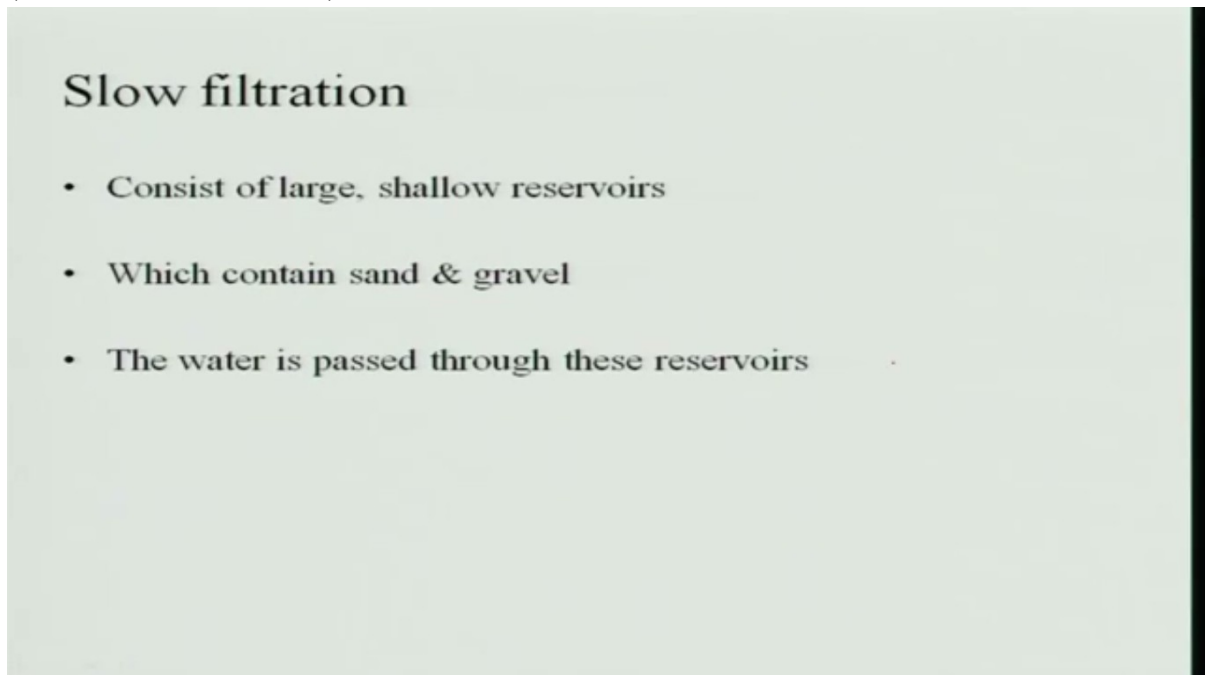 Slow filtration
• Consist of large, shallow reservoirs
• Which contain sand & gravel
• The water is passed through these reservoirs